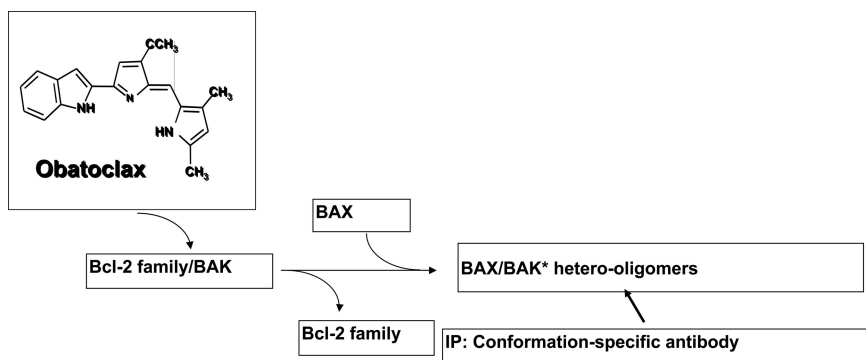 CCH₃
CH₃
NH
N
HN
CH₃
Obatoclax
BAX
Bcl-2 family/BAK
BAX/BAK* hetero-oligomers
Bcl-2 family
IP: Conformation-specific antibody